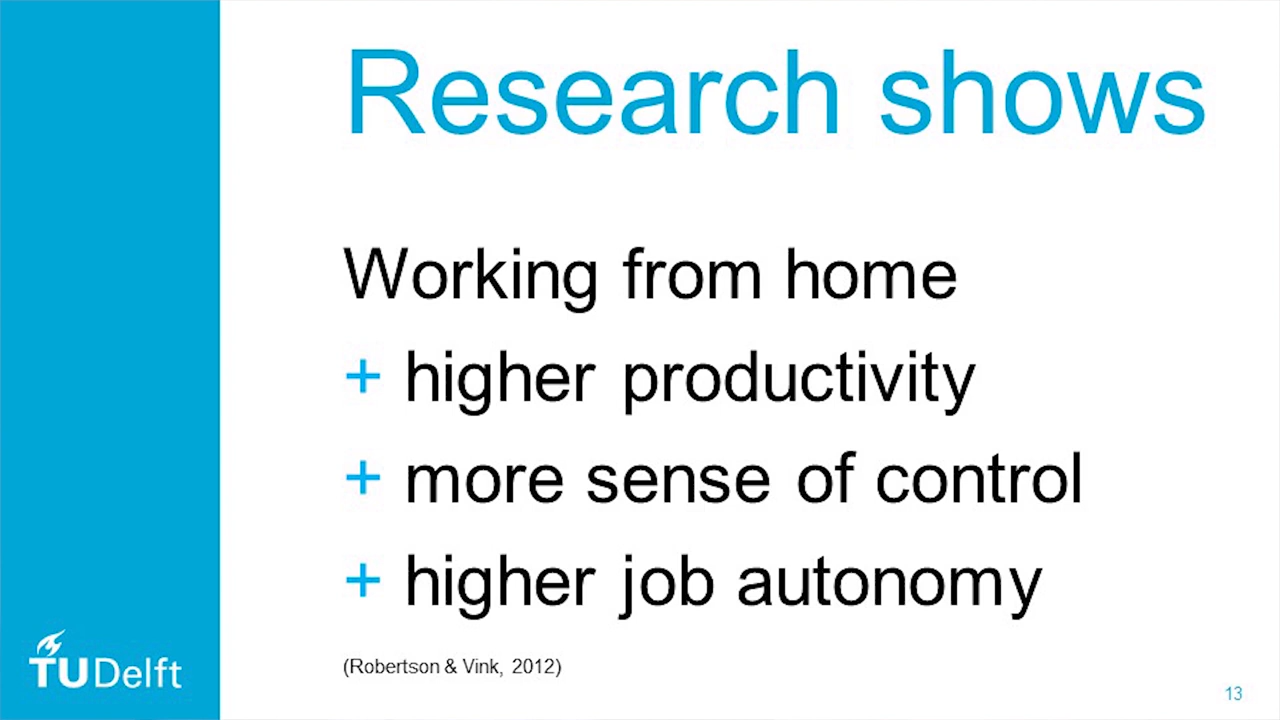 Research shows
Working from home
+ higher productivity
+ more sense of control
+ higher job autonomy
(Robertson & Vink, 2012)
TUDelft
13